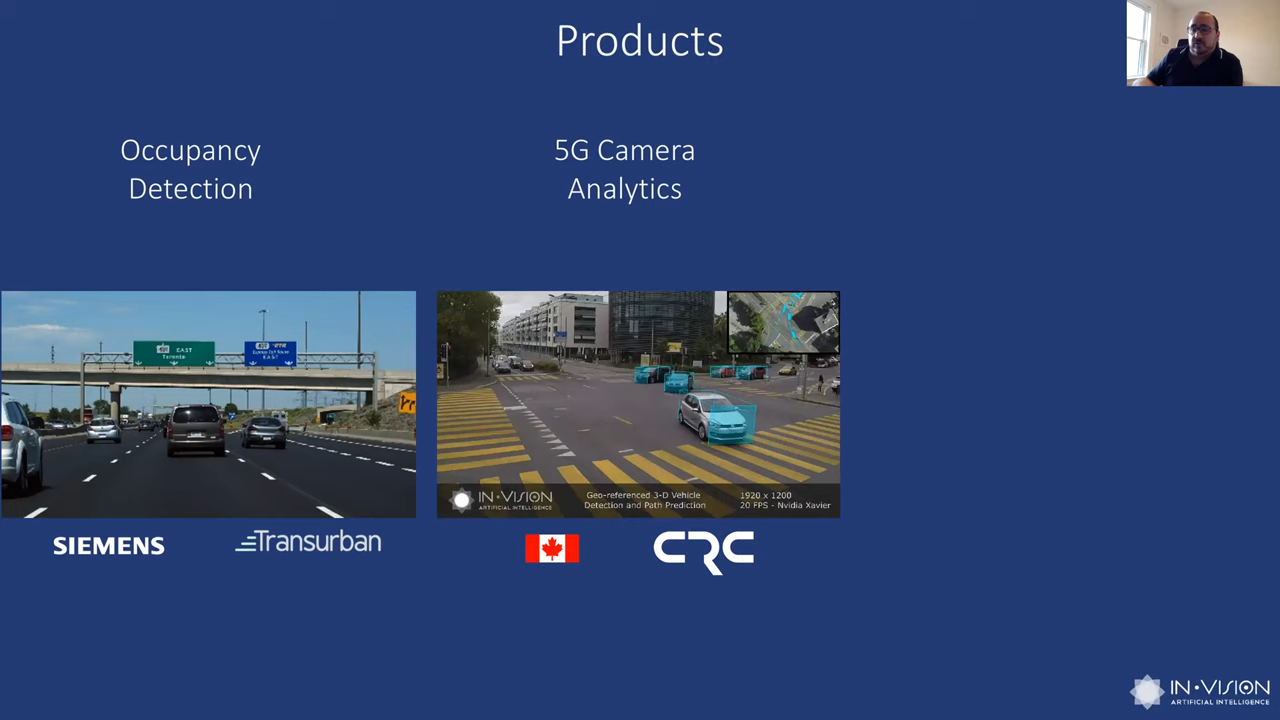 Products
Occupancy
Detection
5G Camera
Analytics
EAST
Toronto
IN·VISION
ARTIFICIAL INTELLIGENCE
Geo-referenced 3-D Vehicle
Detection and Path Prediction
1920 x 1200
20 FPS - Nvidia Xavier
SIEMENS
Transurban
CRC
IN·VISION
ARTIFICIAL INTELLIGENCE